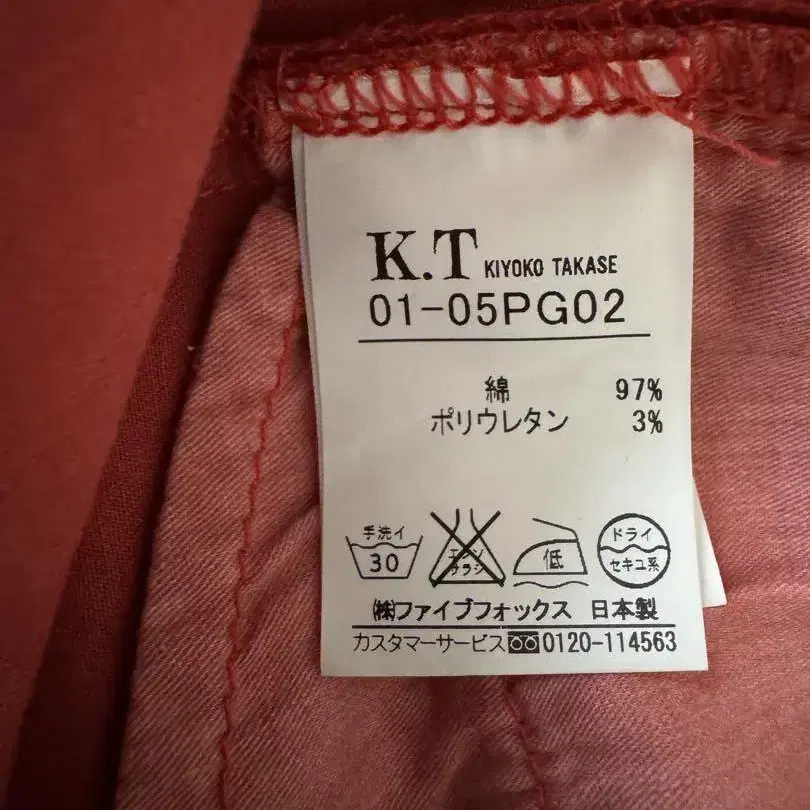 K.T KIYOKO TAKASE
01-05PG02
綿 97%
ポリウレタン 3%
手洗イ
30
エンソ
サラシ
低
ドライ
セキユ系
㈱ファイブフォックス 日本製
カスタマーサービス 0120-114563